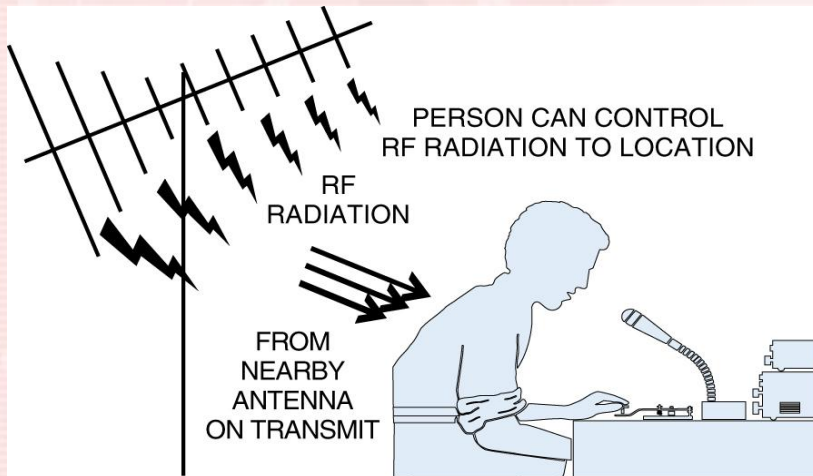 PERSON CAN CONTROL
RF RADIATION TO LOCATION
RF
RADIATION
FROM
NEARBY
ANTENNA
ON TRANSMIT